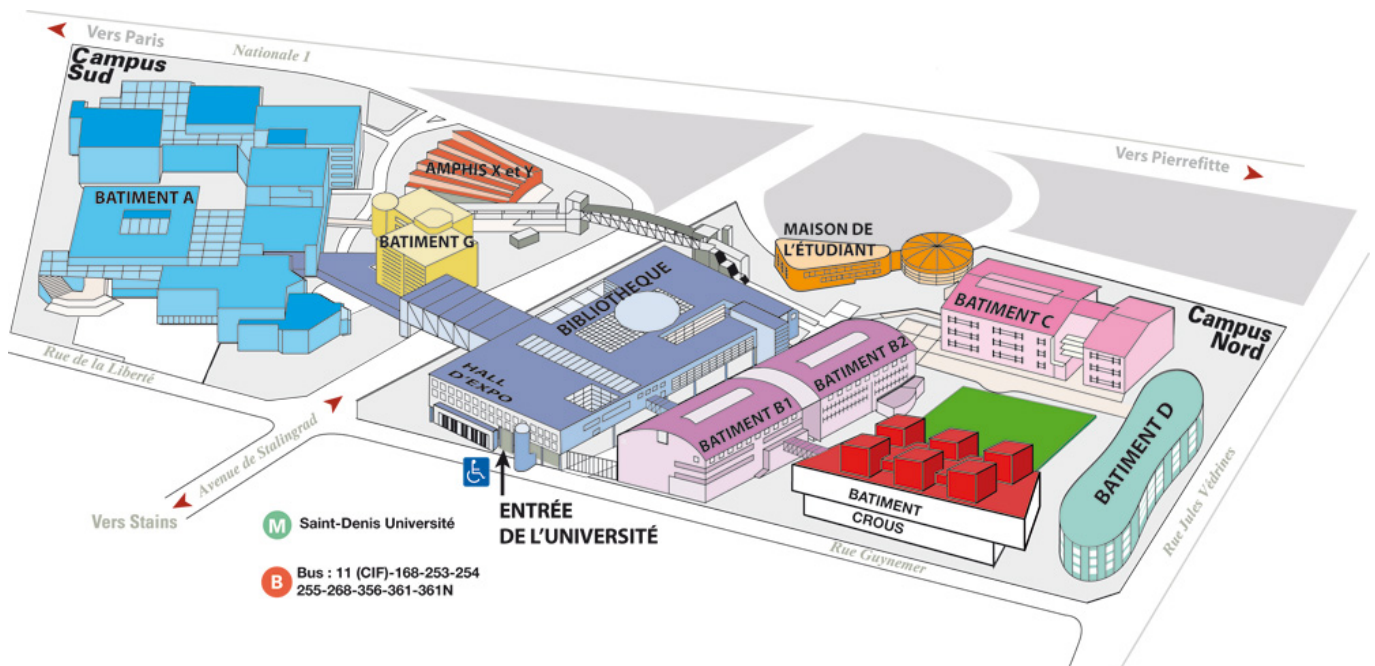 Vers Paris
Nationale 1
Campus
Sud
AMPHIS X et Y
Vers Pierrefitte
BATIMENT A
BATIMENT G
MAISON DE
L'ÉTUDIANT
BIBLIOTHEQUE
BATIMENT C
Campus
Nord
HALL
D'EXPO
BATIMENT B2
BATIMENT B1
BATIMENT D
Rue de la Liberté
Avenue de Stalingrad
Vers Stains
ENTRÉE
DE L'UNIVERSITÉ
BATIMENT
CROUS
Rue Guynemer
Rue Jules Védrines
M Saint-Denis Université
B Bus : 11 (CIF)-168-253-254
255-268-356-361-361N